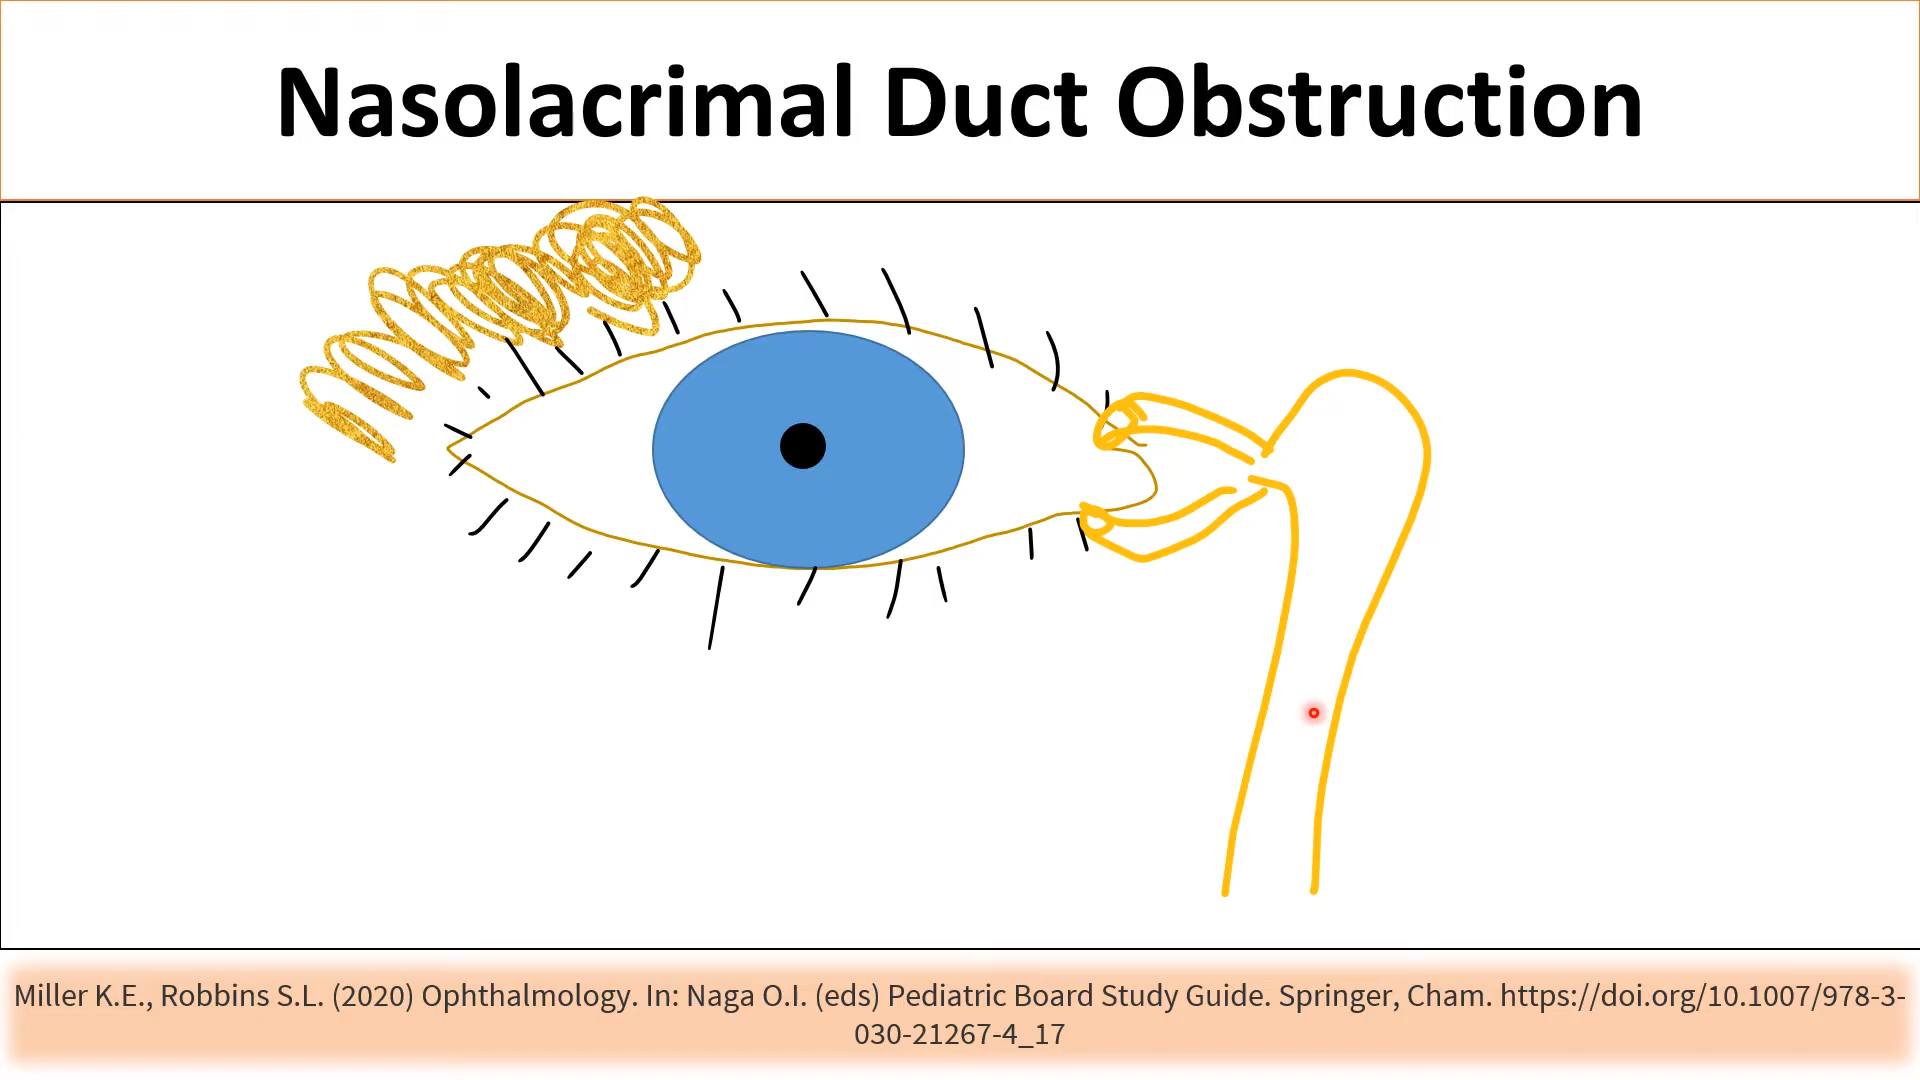 Nasolacrimal Duct Obstruction
Miller K.E., Robbins S.L. (2020) Ophthalmology. In: Naga O.I. (eds) Pediatric Board Study Guide. Springer, Cham. https://doi.org/10.1007/978-3-
030-21267-4_17